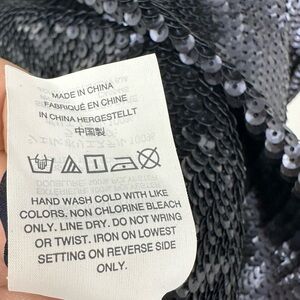 MADE IN CHINA
FABRIQUÉ EN CHINE
IN CHINA HERGESTELLT
中国製
HAND WASH COLD WITH LIKE
COLORS. NON CHLORINE BLEACH
ONLY. LINE DRY. DO NOT WRING
OR TWIST. IRON ON LOWEST
SETTING ON REVERSE SIDE
ONLY.